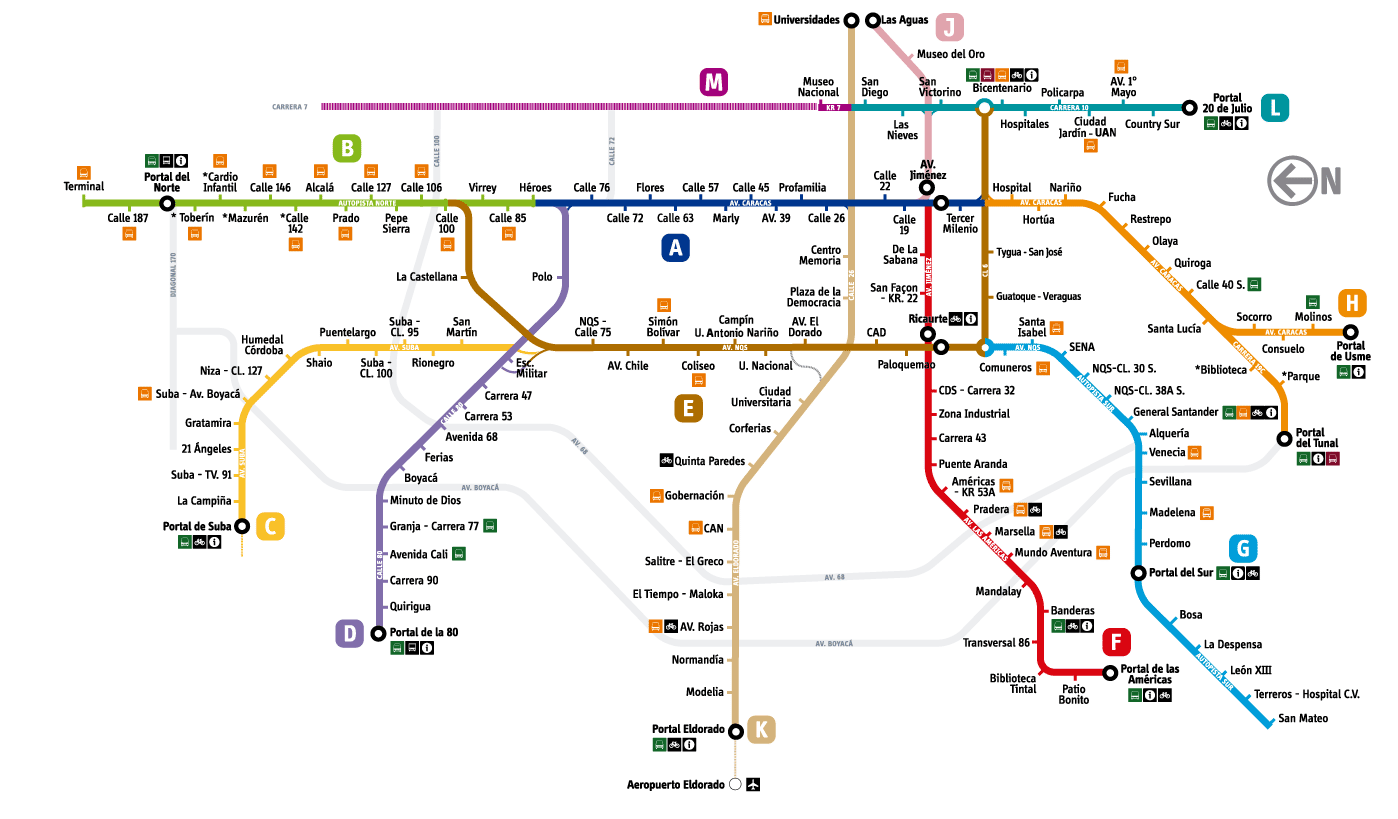 Universidades
Las Aguas
J
Museo del Oro
M
Museo
Nacional
San
Diego
San
Victorino
Bicentenario
Policarpa
AV. 1°
Mayo
Portal
20 de Julio
L
CARRERA 7
KR 7
CARRERA 10
Las
Nieves
Hospitales
Ciudad
Jardín - UAN
Country Sur
CALLE 100
CALLE 72
B
Terminal
Portal del
Norte
*Cardio
Infantil
Calle 146
Alcalá
Calle 127
Calle 106
Virrey
Héroes
Calle 76
Flores
Calle 57
Calle 45
Profamilia
Calle
22
AV.
Jiménez
Hospital
Nariño
N
AUTOPISTA NORTE
AV. CARACAS
AV. CARACAS
Calle 187
* Toberín
*Mazurén
*Calle
142
Prado
Pepe
Sierra
Calle
100
Calle 85
Calle 72
Calle 63
Marly
AV. 39
Calle 26
Calle
19
Tercer
Milenio
Hortúa
Fucha
Restrepo
Olaya
Quiroga
AV. CARACAS
Calle 40 S.
A
DIAGONAL 170
La Castellana
Polo
Centro
Memoria
CALLE 26
Plaza de la
Democracia
De La
Sabana
AV. JIMÉNEZ
San Façon
- KR. 22
CL 6
Tygua - San José
Guatoque - Veraguas
Ricaurte
Santa Lucía
Socorro
Molinos
H
AV. CARACAS
Consuelo
Portal
de Usme
CARRERA 10C
*Biblioteca
*Parque
Portal
del Tunal
Humedal
Córdoba
Puentelargo
Suba -
CL. 95
San
Martín
AV. SUBA
Shaio
Suba -
CL. 100
Rionegro
Niza - CL. 127
Suba - Av. Boyacá
Gratamira
21 Ángeles
AV. SUBA
Suba - TV. 91
La Campiña
Portal de Suba
C
Esc.
Militar
Carrera 47
Carrera 53
CALLE 80
Avenida 68
Ferias
Boyacá
Minuto de Dios
Granja - Carrera 77
Avenida Cali
CALLE 80
Carrera 90
Quirigua
D
Portal de la 80
NQS -
Calle 75
Simón
Bolívar
Campín
U. Antonio Nariño
AV. El
Dorado
CAD
AV. NQS
AV. Chile
Coliseo
U. Nacional
Paloquemao
E
Ciudad
Universitaria
Corferias
Quinta Paredes
Gobernación
CAN
AV. ELDORADO
Salitre - El Greco
El Tiempo - Maloka
AV. Rojas
Normandía
Modelia
Portal Eldorado
K
Aeropuerto Eldorado
AV. 68
AV. BOYACÁ
AV. 68
AV. BOYACÁ
CDS - Carrera 32
Zona Industrial
Carrera 43
Puente Aranda
Américas
- KR 53A
Pradera
Marsella
AV. LAS AMÉRICAS
Mundo Aventura
Mandalay
Banderas
Transversal 86
F
Biblioteca
Tintal
Patio
Bonito
Portal de las
Américas
Santa
Isabel
AV. NQS
SENA
Comuneros
NQS-CL. 30 S.
AUTOPISTA SUR
NQS-CL. 38A S.
General Santander
Alquería
Venecia
Sevillana
Madelena
Perdomo
G
Portal del Sur
Bosa
La Despensa
AUTOPISTA SUR
León XIII
Terreros - Hospital C.V.
San Mateo